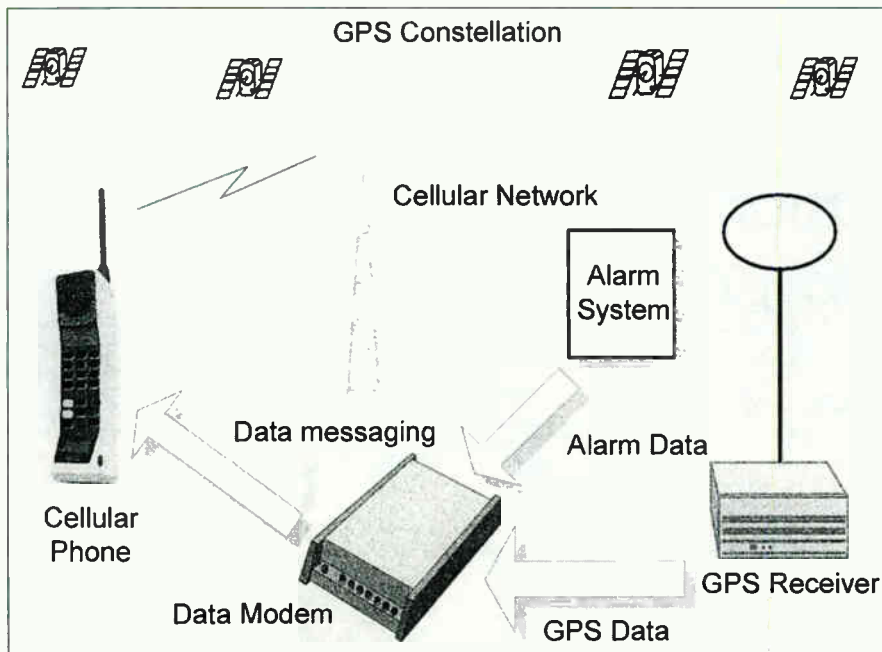 GPS Constellation
Cellular Network
Alarm
System
Data messaging
Alarm Data
Cellular
Phone
GPS Receiver
Data Modem
GPS Data